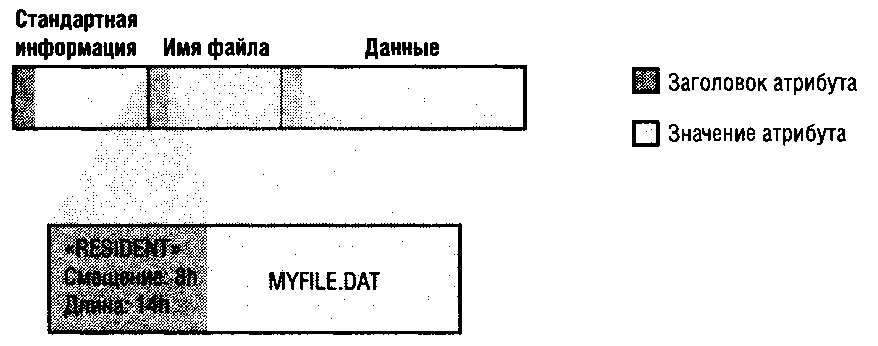 Стандартная
информация
Имя файла
Данные
Заголовок атрибута
Значение атрибута
«RESIDENT»
Смещение: 8h
Длина: 14h
MYFILE.DAT